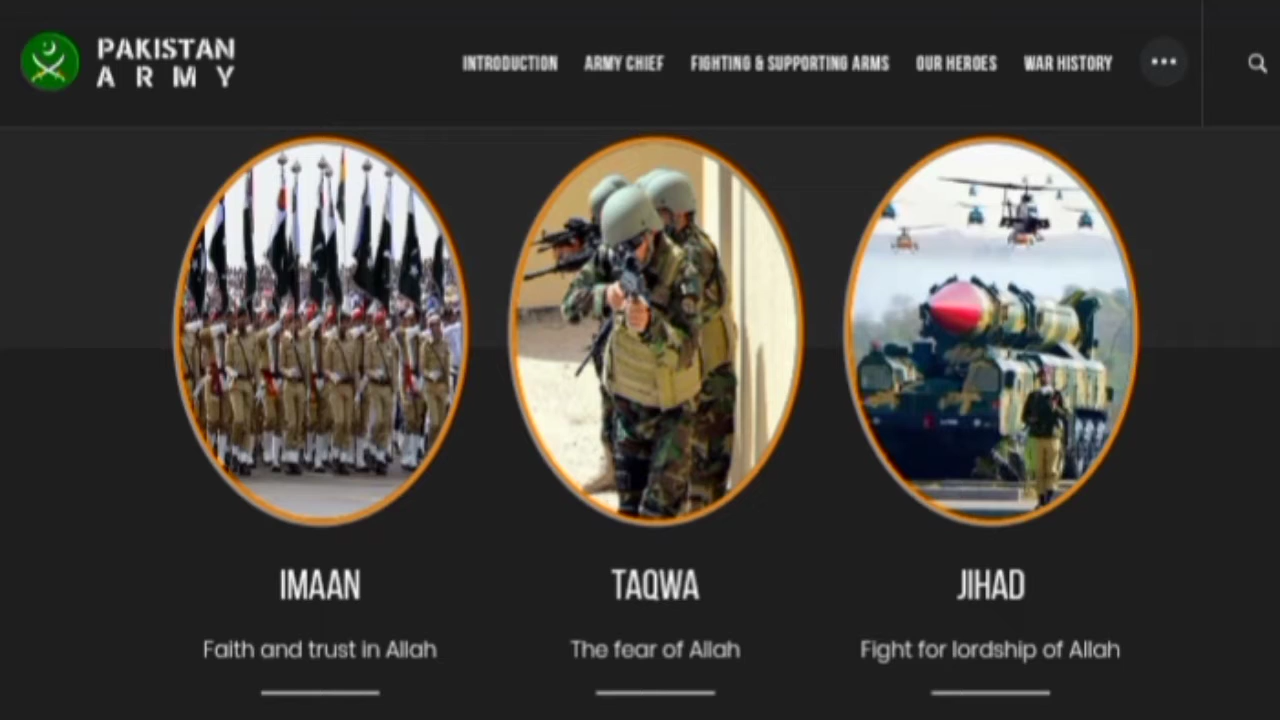 PAKISTAN
ARMY
INTRODUCTION
ARMY CHIEF
FIGHTING & SUPPORTING ARMS
OUR HEROES
WAR HISTORY
IMAAN
TAQWA
JIHAD
Faith and trust in Allah
The fear of Allah
Fight for lordship of Allah